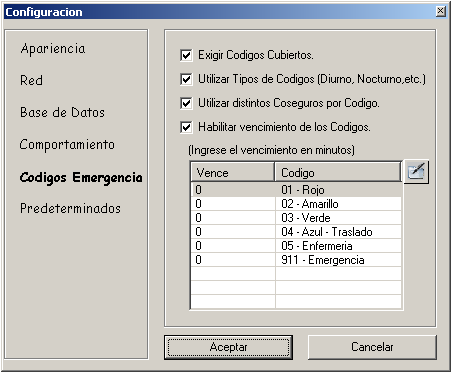 Configuracion
Apariencia
Red
Base de Datos
Comportamiento
Codigos Emergencia
Predeterminados
Exigir Codigos Cubiertos.
Utilizar Tipos de Codigos (Diurno, Nocturno,etc.)
Utilizar distintos Coseguros por Codigo.
Habilitar vencimiento de los Codigos.
(Ingrese el vencimiento en minutos)
Vence Codigo
0 01 - Rojo
0 02 - Amarillo
0 03 - Verde
0 04 - Azul - Traslado
0 05 - Enfermeria
0 911 - Emergencia
Aceptar Cancelar